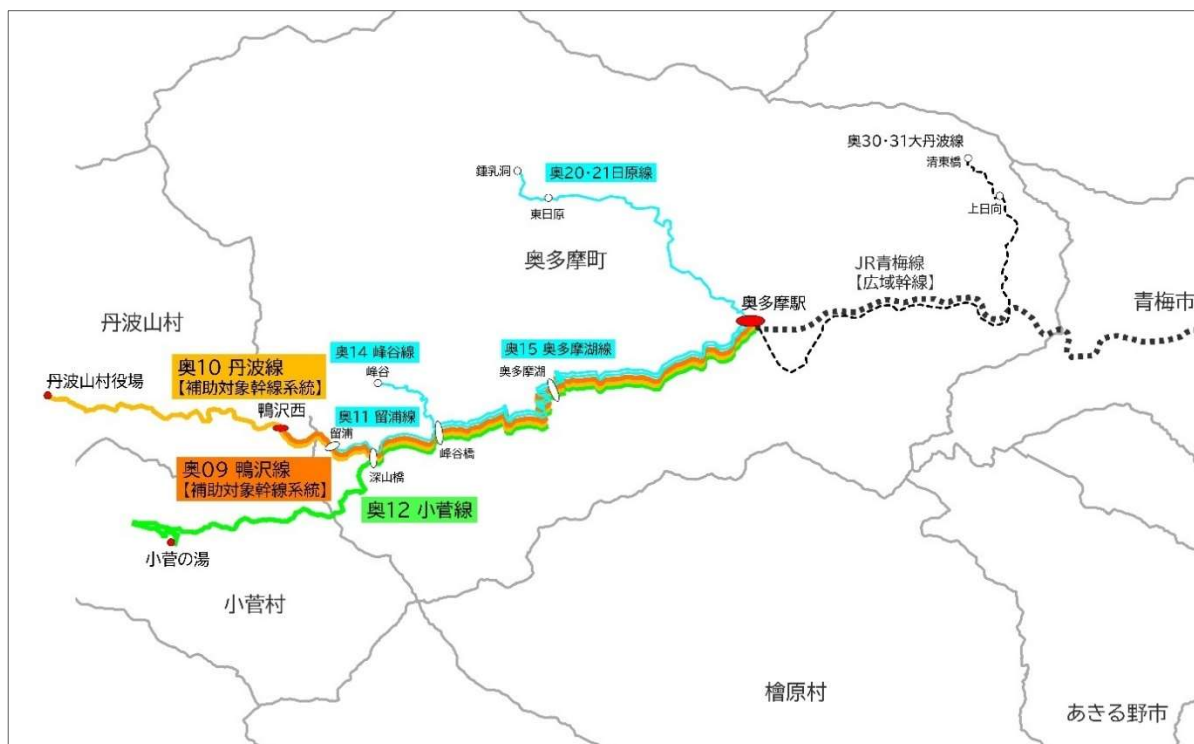 奥30・31大丹波線
清東橋
鍾乳洞
奥20・21日原線
東日原
上日向
奥多摩町
JR青梅線
【広域幹線】
奥多摩駅
青梅市
丹波山村
奥14 峰谷線
峰谷
奥15 奥多摩湖線
奥多摩湖
奥10 丹波線
【補助対象幹線系統】
丹波山村役場
鴨沢西
奥11 留浦線
留浦
峰谷橋
奥09 鴨沢線
【補助対象幹線系統】
深山橋
奥12 小菅線
小菅の湯
小菅村
檜原村
あきる野市